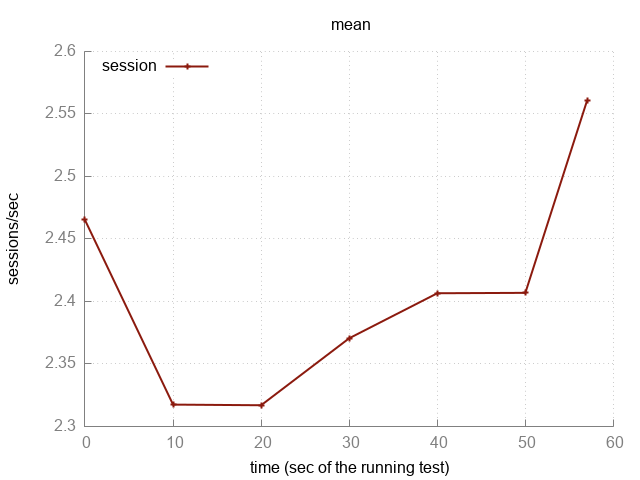 mean
2.6
session
2.55
2.5
2.45
2.4
2.35
2.3
sessions/sec
0 10 20 30 40 50 60
time (sec of the running test)